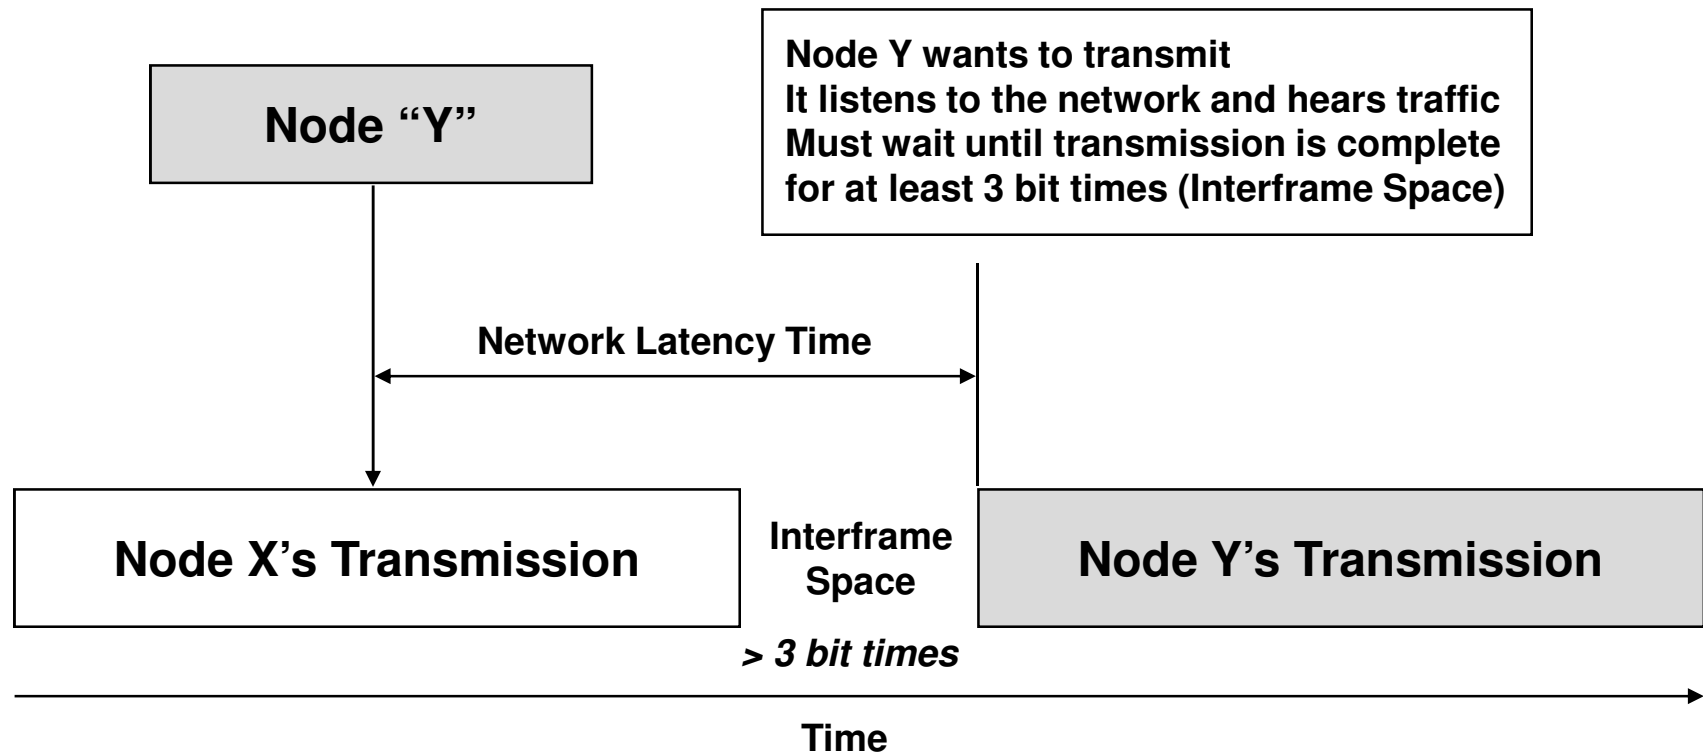 Node “Y”
Node Y wants to transmit
It listens to the network and hears traffic
Must wait until transmission is complete
for at least 3 bit times (Interframe Space)
Network Latency Time
Node X’s Transmission
Interframe
Space
Node Y’s Transmission
> 3 bit times
Time